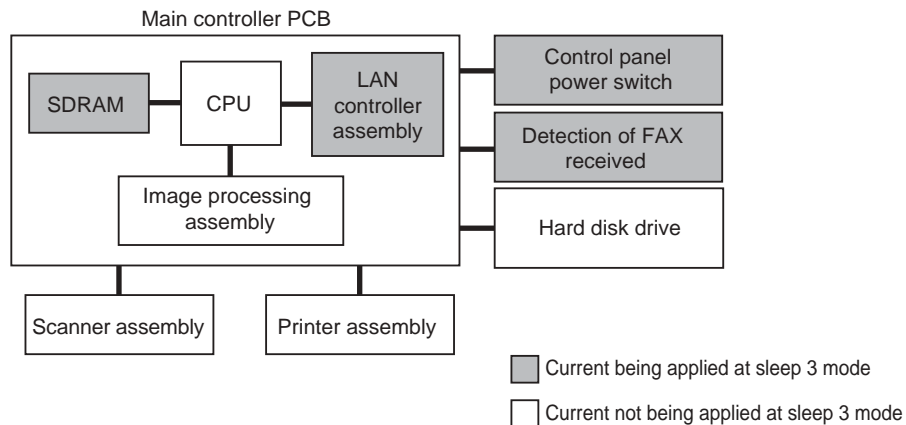 Main controller PCB
SDRAM
CPU
LAN
controller
assembly
Image processing
assembly
Control panel
power switch
Detection of FAX
received
Hard disk drive
Scanner assembly
Printer assembly
Current being applied at sleep 3 mode
Current not being applied at sleep 3 mode